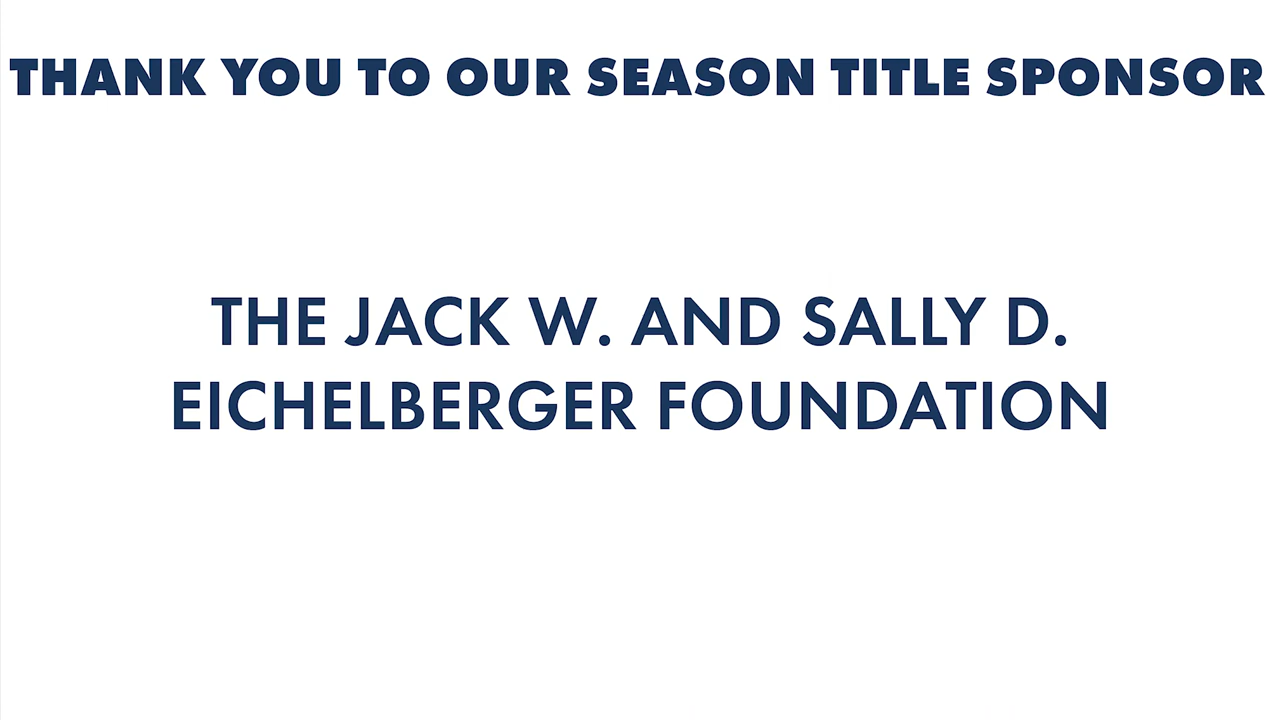 THANK YOU TO OUR SEASON TITLE SPONSOR
THE JACK W. AND SALLY D.
EICHELBERGER FOUNDATION